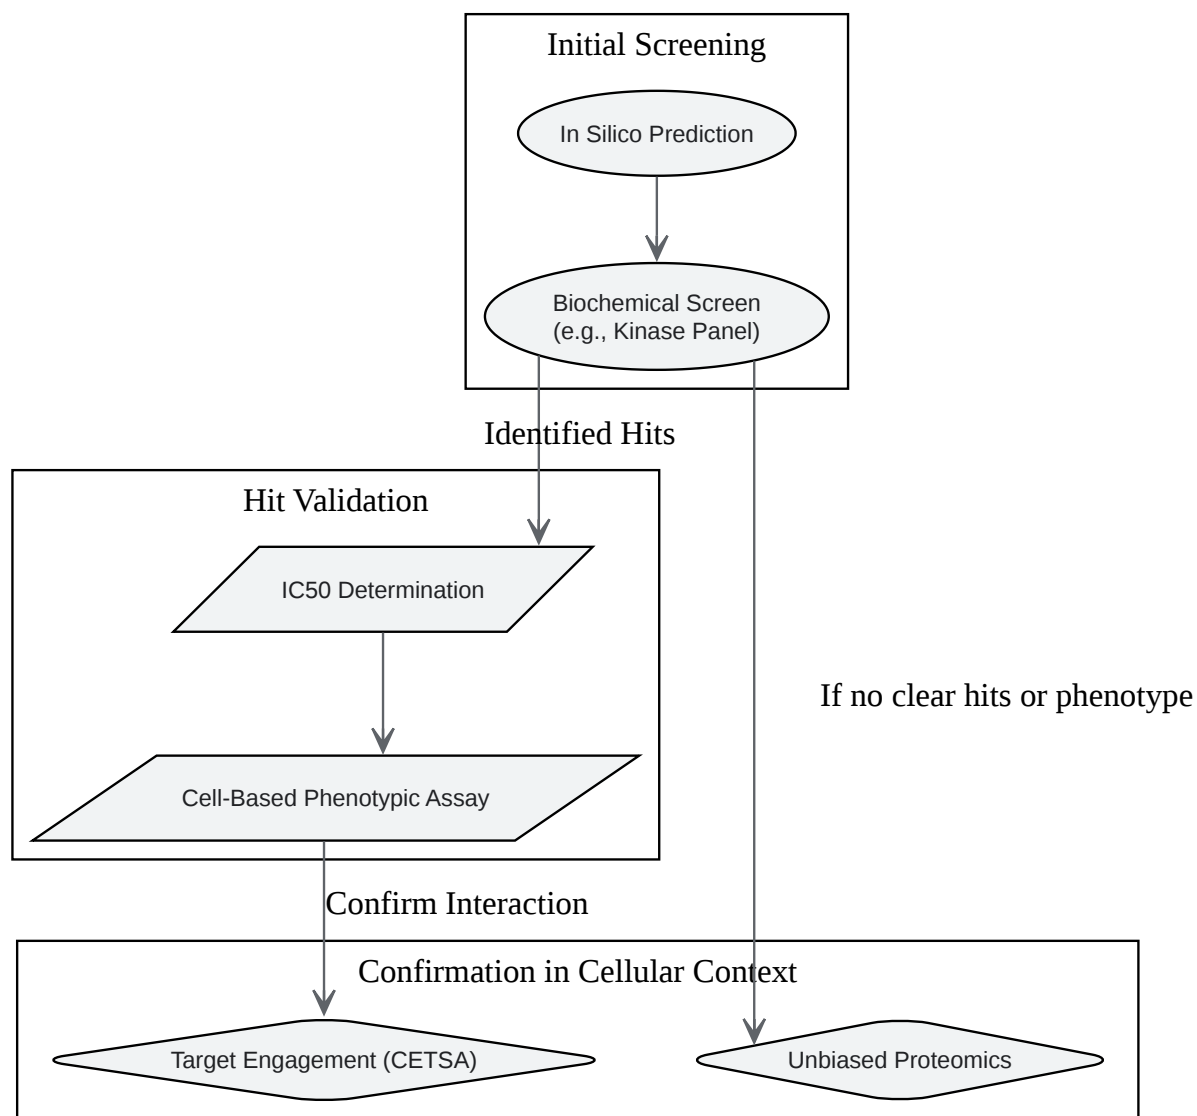 Initial Screening
In Silico Prediction
Biochemical Screen
(e.g., Kinase Panel)
Identified Hits
Hit Validation
IC50 Determination
If no clear hits or phenotype
Cell-Based Phenotypic Assay
Confirm Interaction
Confirmation in Cellular Context
Target Engagement (CETSA)
Unbiased Proteomics